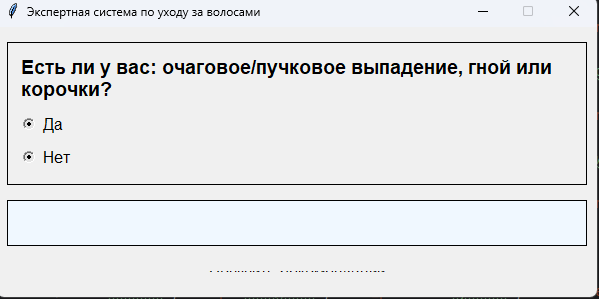 Экспертная система по уходу за волосами
Есть ли у вас: очаговое/пучковое выпадение, гной или
корочки?
Да
Нет